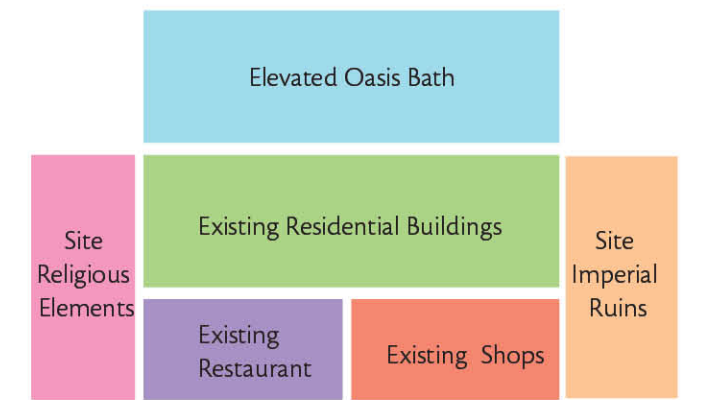 Elevated Oasis Bath
Existing Residential Buildings
Site
Religious
Elements
Site
Imperial
Ruins
Existing
Restaurant
Existing Shops